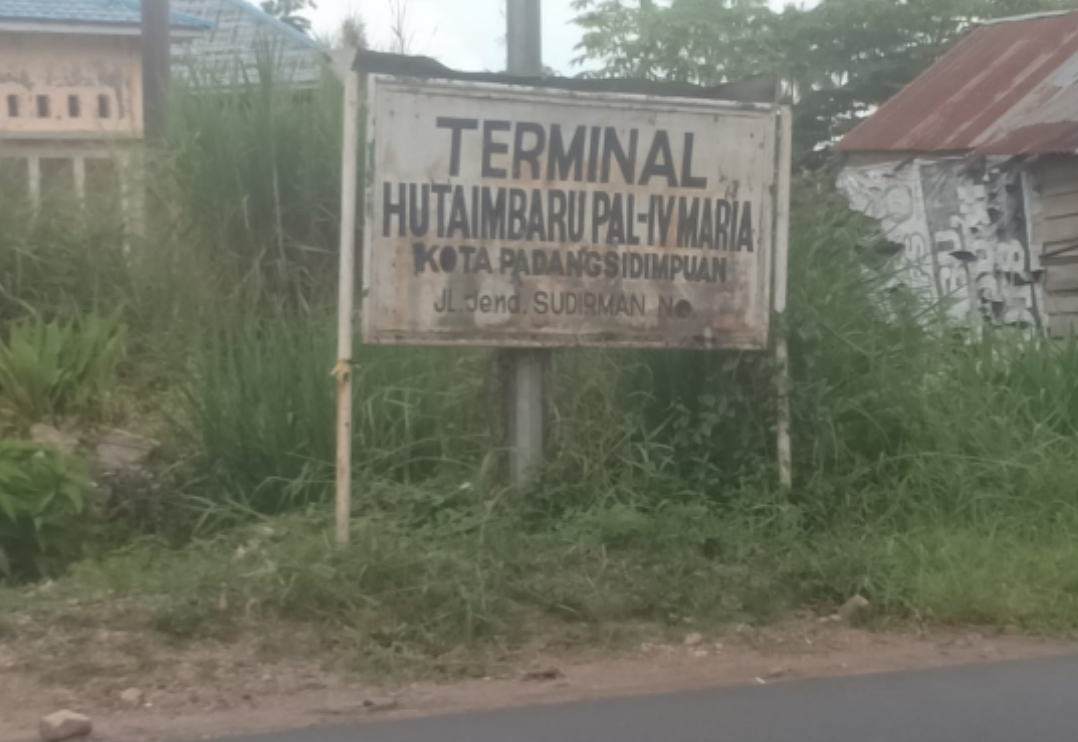 TERMINAL
HUTAIMBARU PAL-IV MARIA
KOTA PADANGSIDIMPUAN
JL. Jend. SUDIRMAN No